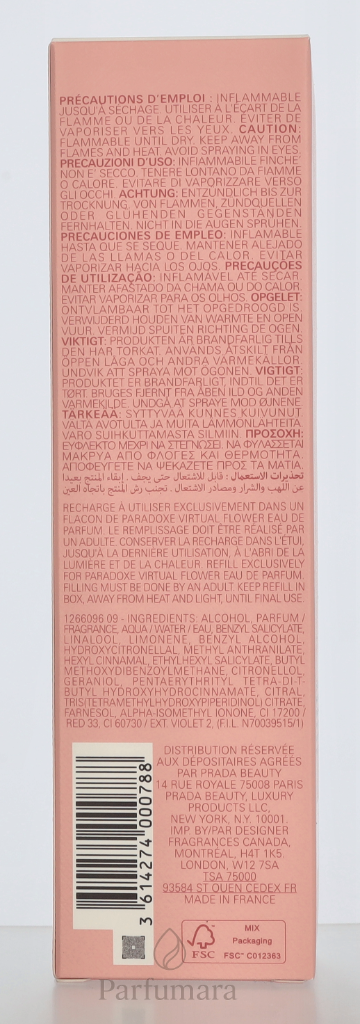 PRÉCAUTIONS D'EMPLOI : INFLAMMABLE
JUSQU'À SÉCHAGE. UTILISER À L'ÉCART DE LA
FLAMME OU DE LA CHALEUR. ÉVITER DE
VAPORISER VERS LES YEUX. CAUTION:
FLAMMABLE UNTIL DRY. KEEP AWAY FROM
FLAMES AND HEAT. AVOID SPRAYING IN EYES.
PRECAUZIONI D'USO: INFIAMMABILE FINCHE'
NON E' SECCO. TENERE LONTANO DA FIAMME
O CALORE. EVITARE DI VAPORIZZARE VERSO
GLI OCCHI. ACHTUNG: ENTZÜNDLICH BIS ZUR
TROCKNUNG. VON FLAMMEN, ZÜNDQUELLEN
ODER GLÜHENDEN GEGENSTÄNDEN
FERNHALTEN. NICHT IN DIE AUGEN SPRÜHEN.
PRECAUCIONES DE EMPLEO: INFLAMABLE
HASTA QUE SE SEQUE. MANTENER ALEJADO
DE LAS LLAMAS O DEL CALOR. EVITAR
VAPORIZAR HACIA LOS OJOS. PRECAUÇÕES
DE UTILIZAÇÃO: INFLAMÁVEL ATÉ SECAR.
MANTER AFASTADO DA CHAMA OU DO CALOR.
EVITAR VAPORIZAR PARA OS OLHOS. OPGELET:
ONTVLAMBAAR TOT HET OPGEDROOGD IS.
VERWIJDERD HOUDEN VAN WARMTE EN OPEN
VUUR. VERMIJD SPUITEN RICHTING DE OGEN.
VIKTIGT: PRODUKTEN ÄR BRANDFARLIG TILLS
DEN HAR TORKAT. ANVÄNDS ÅTSKILT FRÅN
ÖPPEN LÅGA OCH ANDRA VÄRMEKÄLLOR.
UNDVIK ATT SPRAYA MOT ÖGONEN. VIGTIGT:
PRODUKTET ER BRANDFARLIGT, INDTIL DET ER
TØRT. BRUGES FJERNT FRA ÅBEN ILD OG ANDEN
VARMEKILDE. UNDGÅ AT SPRAYE MOD ØJNENE.
TÄRKEÄÄ: SYTTYVÄÄ KUNNES KUIVUNUT.
VÄLTÄ AVOTULTA JA MUITA LÄMMÖNLÄHTEITÄ.
VARO SUIHKUTTAMASTA SILMIIN. ΠΡΟΣΟΧΗ:
ΕΥΦΛΕΚΤΟ ΜΕΧΡΙ ΝΑ ΣΤΕΓΝΩΣΕΙ. ΝΑ ΦΥΛΑΣΣΕΤΑΙ
ΜΑΚΡΥΑ ΑΠΟ ΦΛΟΓΕΣ ΚΑΙ ΘΕΡΜΟΤΗΤΑ.
ΑΠΟΦΕΥΓΕΤΕ ΝΑ ΨΕΚΑΖΕΤΕ ΠΡΟΣ ΤΑ ΜΑΤΙΑ.
تحذيرات الاستعمال : قابل للاشتعال حتى يجف . إبقاء المنتج بعيداً
عن اللهب والشرار ومصادر الاشتعال . تجنب رش المنتج باتجاه العين
RECHARGE À UTILISER EXCLUSIVEMENT DANS UN
FLACON DE PARADOXE VIRTUAL FLOWER EAU DE
PARFUM. LE REMPLISSAGE DOIT ÊTRE RÉALISÉ PAR
UN ADULTE. CONSERVER LA RECHARGE DANS L'ÉTUI,
JUSQU'À LA DERNIÈRE UTILISATION, À L'ABRI DE LA
LUMIÈRE ET DE LA CHALEUR. REFILL EXCLUSIVELY
FOR PARADOXE VIRTUAL FLOWER EAU DE PARFUM.
FILLING MUST BE DONE BY AN ADULT. KEEP REFILL IN
BOX, AWAY FROM HEAT AND LIGHT, UNTIL FINAL USE.
1266096 09 - INGREDIENTS: ALCOHOL, PARFUM /
FRAGRANCE, AQUA / WATER / EAU, BENZYL SALICYLATE,
LINALOOL, LIMONENE, BENZYL ALCOHOL,
HYDROXYCITRONELLAL, METHYL ANTHRANILATE,
HEXYL CINNAMAL, ETHYLHEXYL SALICYLATE, BUTYL
METHOXYDIBENZOYLMETHANE, CITRONELLOL,
GERANIOL, PENTAERYTHRITYL TETRA-DI-T-
BUTYL HYDROXYHYDROCINNAMATE, CITRAL,
TRIS(TETRAMETHYLHYDROXYPIPERIDINOL) CITRATE,
FARNESOL, ALPHA-ISOMETHYL IONONE, CI 17200 /
RED 33, CI 60730 / EXT. VIOLET 2. (F.I.L. N70039515/1)
DISTRIBUTION RÉSERVÉE
AUX DÉPOSITAIRES AGRÉÉS
PAR PRADA BEAUTY
14 RUE ROYALE 75008 PARIS
PRADA BEAUTY, LUXURY
PRODUCTS LLC,
NEW YORK, N.Y. 10001.
IMP. BY/PAR DESIGNER
FRAGRANCES CANADA,
MONTRÉAL, H4T 1K5.
LONDON, W12 7SA
TSA 75000
93584 ST OUEN CEDEX.FR
MADE IN FRANCE
3 614274 000788
FSC
MIX
Packaging
FSC™ C012363
Parfumara